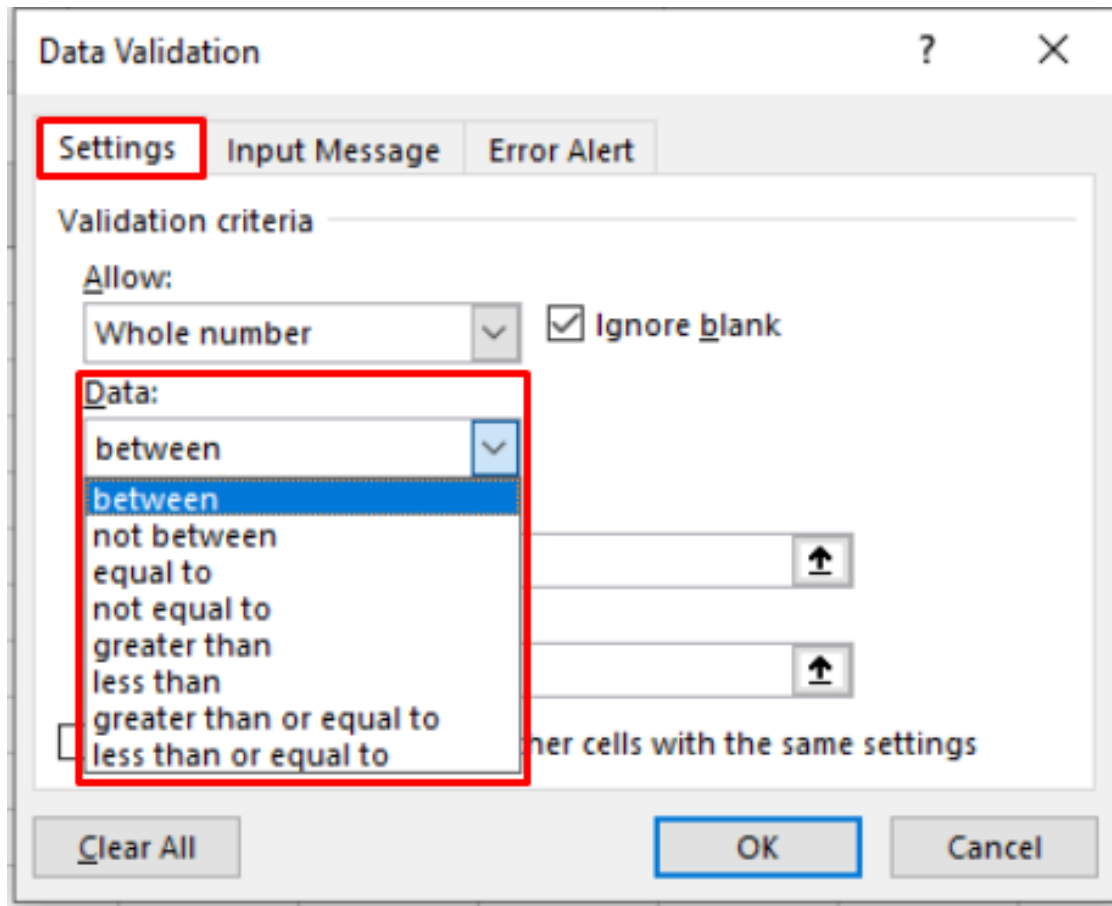 Data Validation ?
Settings Input Message Error Alert
Validation criteria
Allow:
Whole number Ignore blank
Data:
between
between
not between
equal to
not equal to
greater than
less than
greater than or equal to
less than or equal to
cells with the same settings
Clear All OK Cancel